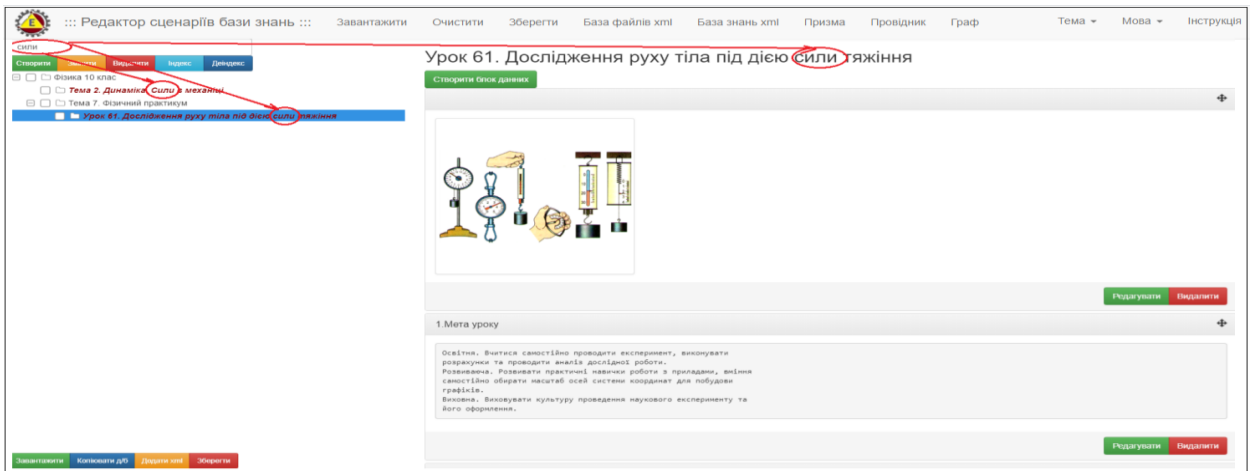 ::: Редактор сценаріїв бази знань :::
Завантажити Очистити Зберегти База файлів xml База знань xml Призма Провідник Граф Тема Мова Інструкція
сили
Створити Змінити Видалити Індекс Деіндекс
Фізика 10 клас
Тема 2. Динаміка. Сили в механіці
Тема 7. Фізичний практикум
Урок 61. Дослідження руху тіла під дією сили тяжіння
Завантажити Копіювати д/б Додати xml Зберегти
Урок 61. Дослідження руху тіла під дією сили тяжіння
Створити блок данних
Редагувати Видалити
1.Мета уроку
Освітня. Вчитися самостійно проводити експеримент, виконувати
розрахунки та проводити аналіз дослідної роботи.
Розвиваюча. Розвивати практичні навички роботи з приладами, вміння
самостійно обирати масштаб осей системи координат для побудови
графіків.
Виховна. Виховувати культуру проведення наукового експерименту та
його оформлення.
Редагувати Видалити